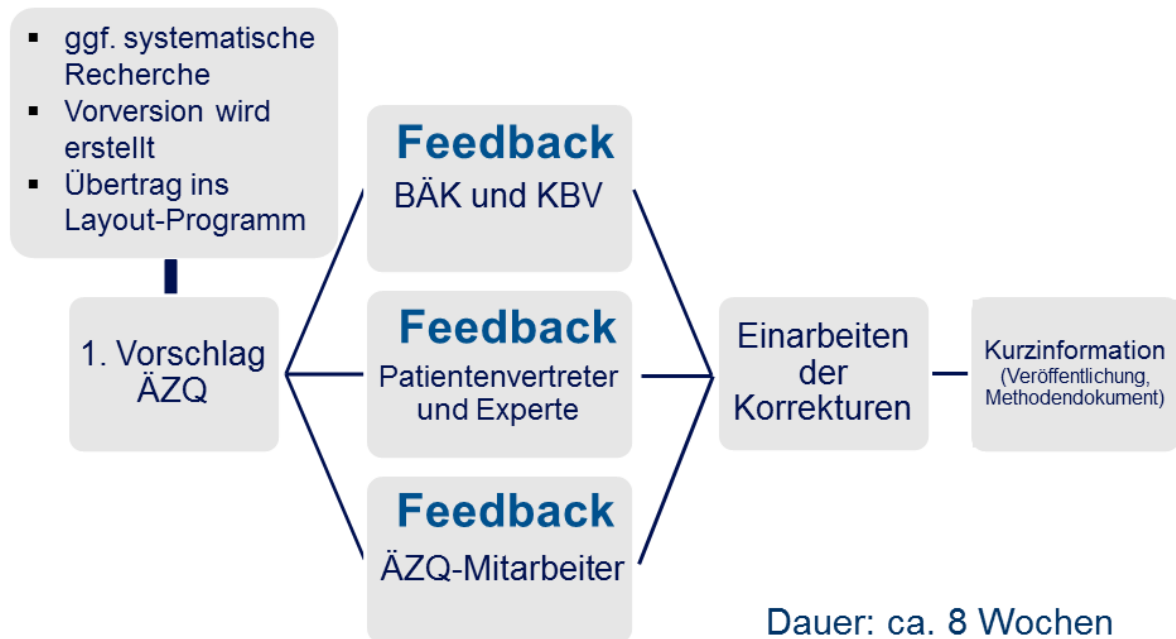 ▪ ggf. systematische
Recherche
▪ Vorversion wird
erstellt
▪ Übertrag ins
Layout-Programm
1. Vorschlag
ÄZQ
Feedback
BÄK und KBV
Feedback
Patientenvertreter
und Experte
Feedback
ÄZQ-Mitarbeiter
Einarbeiten
der
Korrekturen
Kurzinformation
(Veröffentlichung,
Methodendokument)
Dauer: ca. 8 Wochen